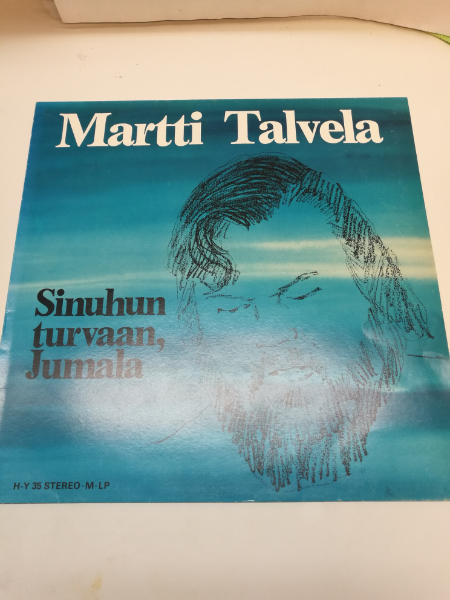 Martti Talvela
Sinuhun
turvaan,
Jumala
H-Y 35 STEREO-M-LP